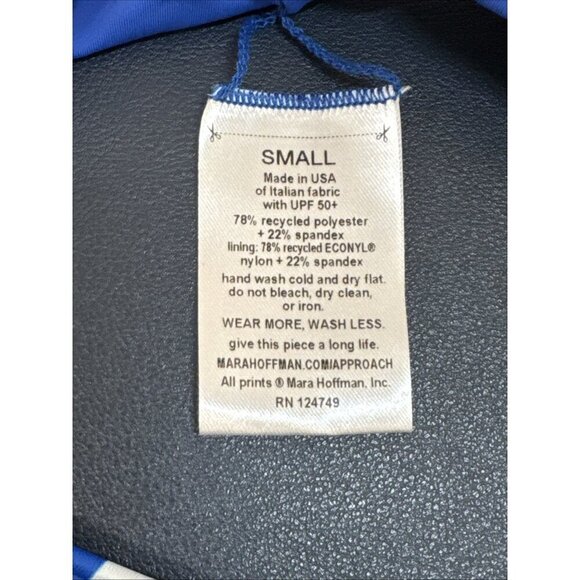 SMALL
Made in USA
of Italian fabric
with UPF 50+
78% recycled polyester
+ 22% spandex
lining: 78% recycled ECONYL®
nylon + 22% spandex
hand wash cold and dry flat.
do not bleach, dry clean,
or iron.
WEAR MORE, WASH LESS.
give this piece a long life.
MARAHOFFMAN.COM/APPROACH
All prints ® Mara Hoffman, Inc.
RN 124749